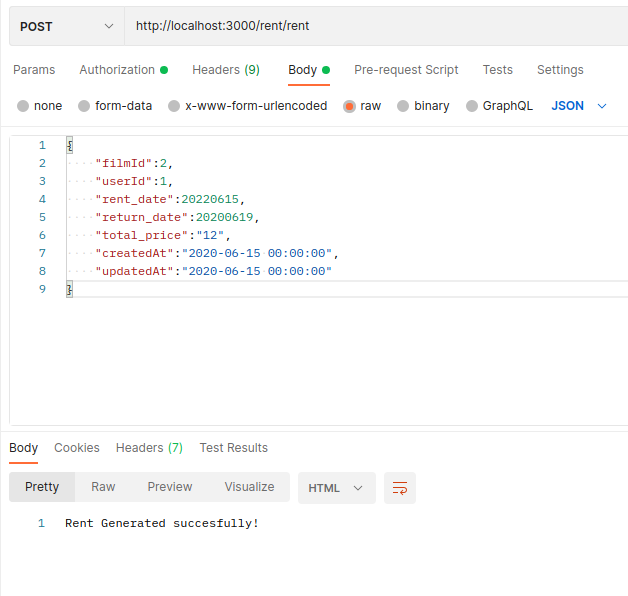 POST http://localhost:3000/rent/rent
Params Authorization Headers (9) Body Pre-request Script Tests Settings
none form-data x-www-form-urlencoded raw binary GraphQL JSON
1 {
2 "filmId":2,
3 "userId":1,
4 "rent_date":20220615,
5 "return_date":20200619,
6 "total_price":"12",
7 "createdAt":"2020-06-15 00:00:00",
8 "updatedAt":"2020-06-15 00:00:00"
9 }
Body Cookies Headers (7) Test Results
Pretty Raw Preview Visualize HTML
1 Rent Generated succesfully!